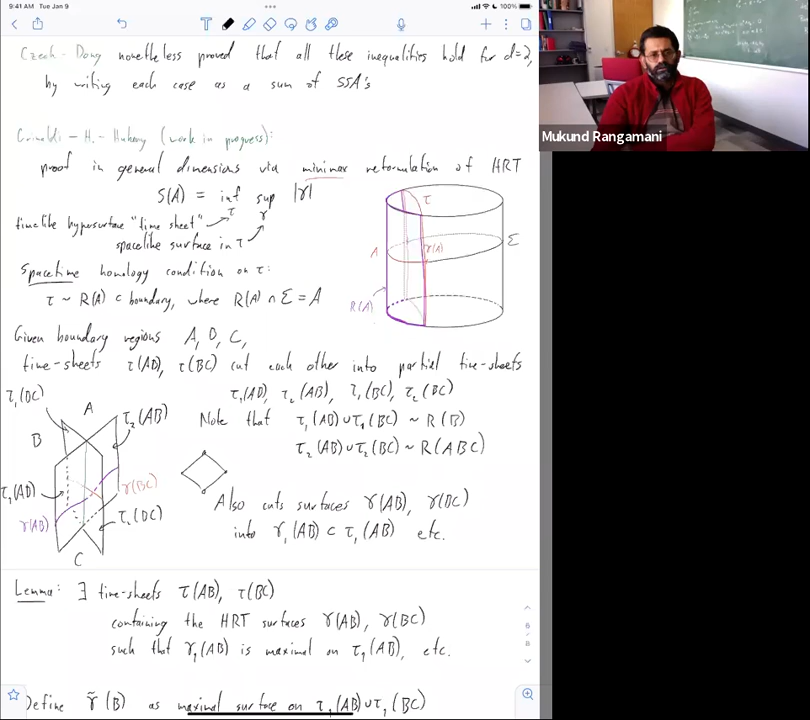 9:41 AM Tue Jan 9
100%
Czech - Dong nonetheless proved that all these inequalities hold for d=2,
by writing each case as a sum of SSA's
Grimaldi - H. - Hubeny (work in progress):
proof in general dimensions via minimax reformulation of HRT
S(A) = inf sup |γ|
τ γ
timelike hypersurface "time sheet"
spacelike surface in τ
Spacetime homology condition on τ:
τ ~ R(A) ⊂ boundary, where R(A) ∩ Σ = A
τ
Σ
A
γ(A)
R(A)
Given boundary regions A, B, C,
time-sheets τ(AB), τ(BC) cut each other into partial time-sheets
τ₁(AB), τ₂(AB), τ₁(BC), τ₂(BC)
Note that τ₁(AB) ∪ τ₁(BC) ~ R(B)
τ₂(AB) ∪ τ₂(BC) ~ R(ABC)
τ₁(BC)
A
τ₂(AB)
B
τ₁(AB)
γ(BC)
γ(AB)
τ₂(BC)
C
Also cuts surfaces γ(AB), γ(BC)
into γ₁(AB) ⊂ τ₁(AB) etc.
Lemma: ∃ time-sheets τ(AB), τ(BC)
containing the HRT surfaces γ(AB), γ(BC)
such that γ₁(AB) is maximal on τ₁(AB), etc.
Define γ̃(B) as maximal surface on τ₁(AB) ∪ τ₁(BC)
Mukund Rangamani